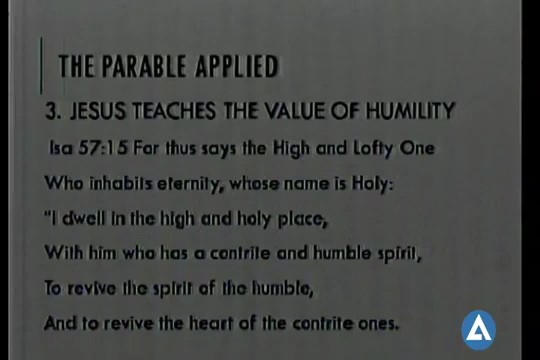 THE PARABLE APPLIED
3. JESUS TEACHES THE VALUE OF HUMILITY
Isa 57:15 For thus says the High and Lofty One
Who inhabits eternity, whose name is Holy:
"I dwell in the high and holy place,
With him who has a contrite and humble spirit,
To revive the spirit of the humble,
And to revive the heart of the contrite ones.